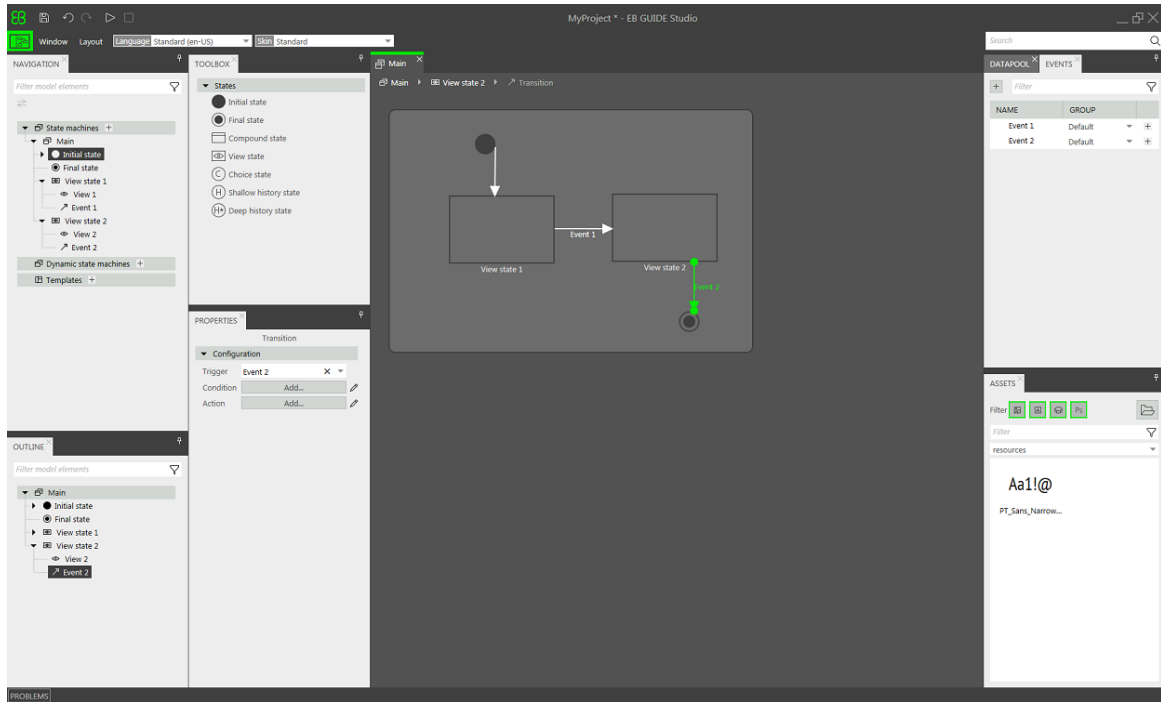 EB MyProject * - EB GUIDE Studio
Window Layout Language Standard (en-US) Skin Standard
Search
NAVIGATION
Filter model elements
State machines +
Main
Initial state
Final state
View state 1
View 1
Event 1
View state 2
View 2
Event 2
Dynamic state machines +
Templates +
OUTLINE
Filter model elements
Main
Initial state
Final state
View state 1
View state 2
View 2
Event 2
TOOLBOX
States
Initial state
Final state
Compound state
View state
C Choice state
H Shallow history state
H* Deep history state
PROPERTIES
Transition
Configuration
Trigger Event 2
Condition Add...
Action Add...
Main
Main View state 2 Transition
Event 1
View state 1
View state 2
Event 2
DATAPOOL EVENTS
+ Filter
NAME GROUP
Event 1 Default +
Event 2 Default +
ASSETS
Filter Ps
Filter
resources
Aa1!@
PT_Sans_Narrow...
PROBLEMS